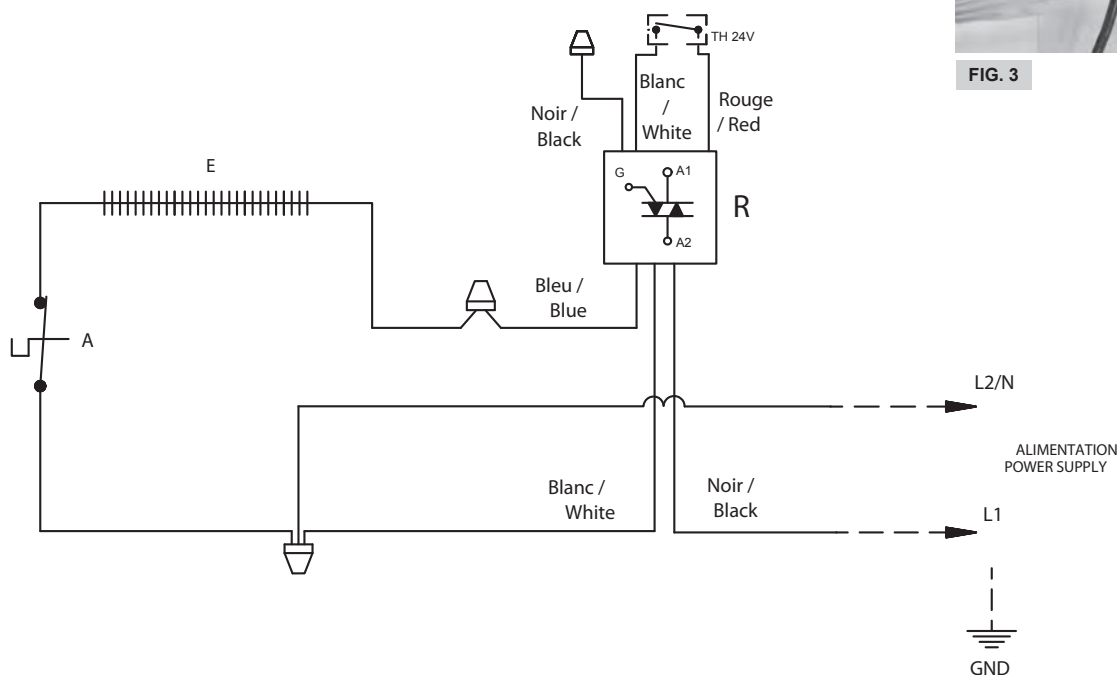 TH 24V
FIG. 3
Blanc
/
White
Rouge
/ Red
Noir /
Black
E
G
A1
R
A2
Bleu /
Blue
A
L2/N
ALIMENTATION
POWER SUPPLY
Blanc /
White
Noir /
Black
L1
GND